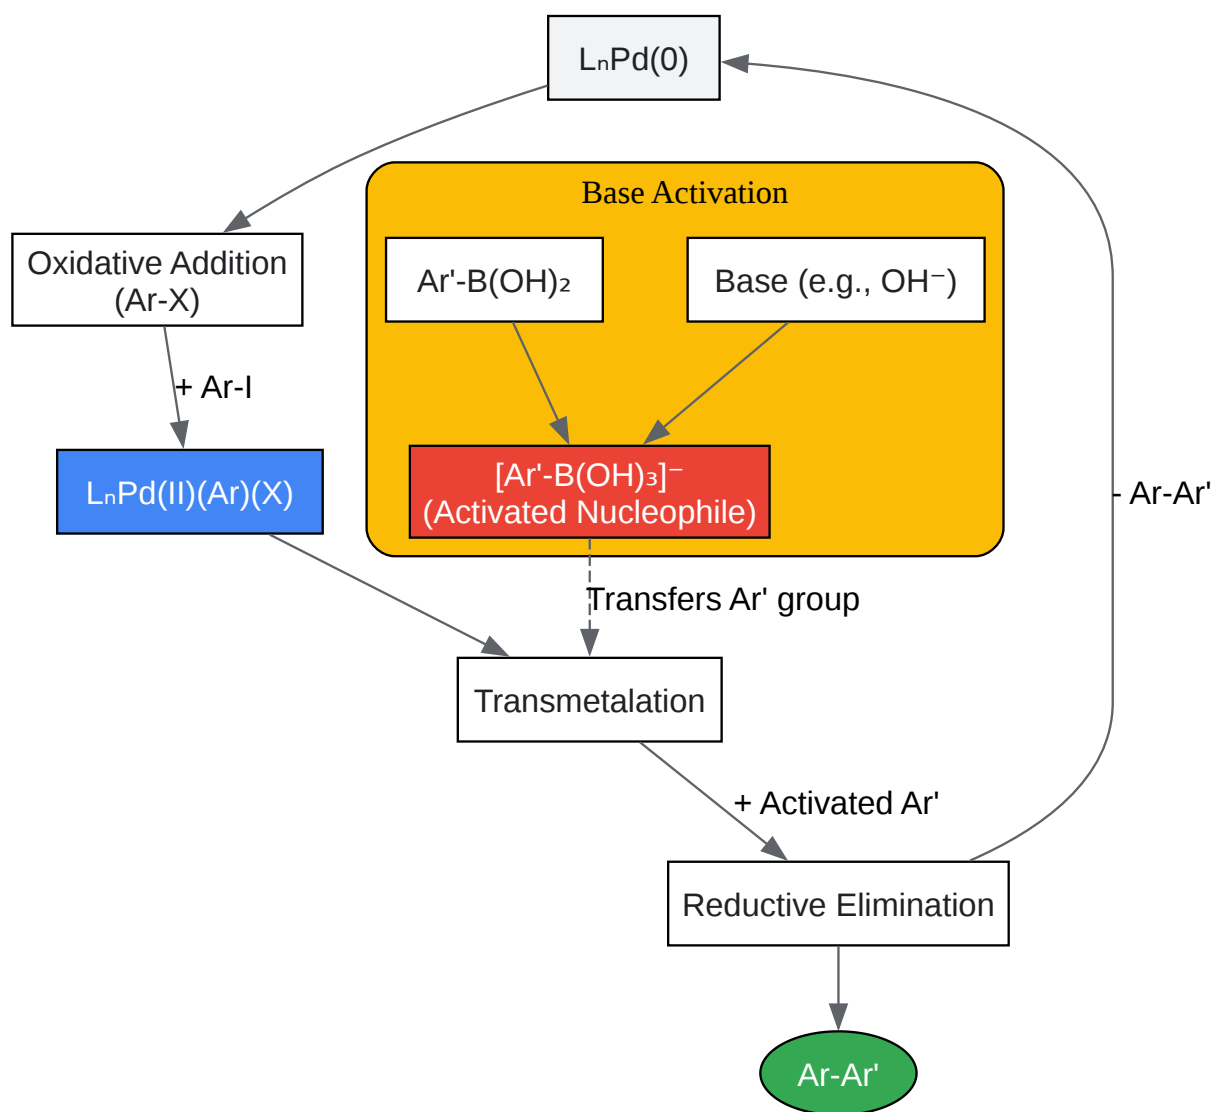 LₙPd(0)
Base Activation
Oxidative Addition
(Ar-X)
Ar'-B(OH)₂
Base (e.g., OH⁻)
+ Ar-I
LₙPd(II)(Ar)(X)
[Ar'-B(OH)₃]⁻
(Activated Nucleophile)
- Ar-Ar'
Transfers Ar' group
Transmetalation
+ Activated Ar'
Reductive Elimination
Ar-Ar'